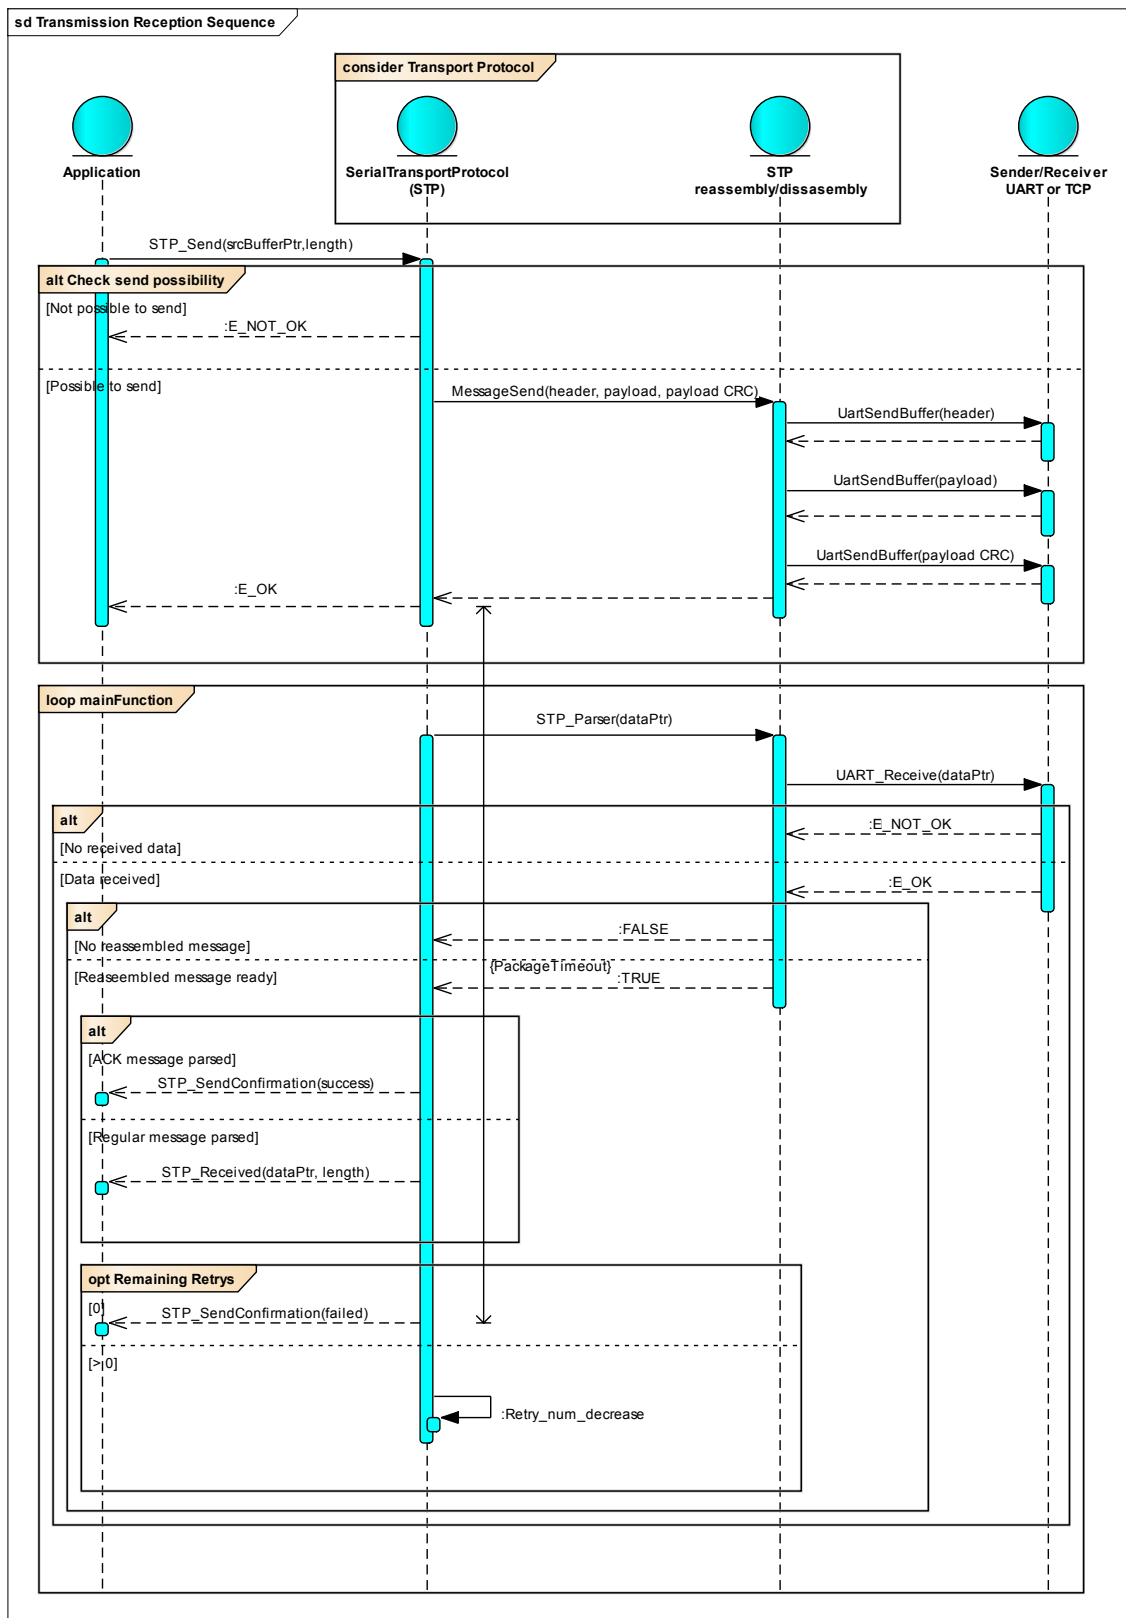 sd Transmission Reception Sequence
consider Transport Protocol
Application
SerialTransportProtocol
(STP)
STP
reassembly/dissasembly
Sender/Receiver
UART or TCP
STP_Send(srcBufferPtr,length)
alt Check send possibility
[Not possible to send]
:E_NOT_OK
[Possible to send]
MessageSend(header, payload, payload CRC)
UartSendBuffer(header)
UartSendBuffer(payload)
UartSendBuffer(payload CRC)
:E_OK
loop mainFunction
STP_Parser(dataPtr)
UART_Receive(dataPtr)
alt
:E_NOT_OK
[No received data]
[Data received]
:E_OK
alt
:FALSE
[No reassembled message]
{PackageTimeout}
[Reaseembled message ready]
:TRUE
alt
[ACK message parsed]
STP_SendConfirmation(success)
[Regular message parsed]
STP_Received(dataPtr, length)
opt Remaining Retrys
[0]
STP_SendConfirmation(failed)
[> 0]
:Retry_num_decrease